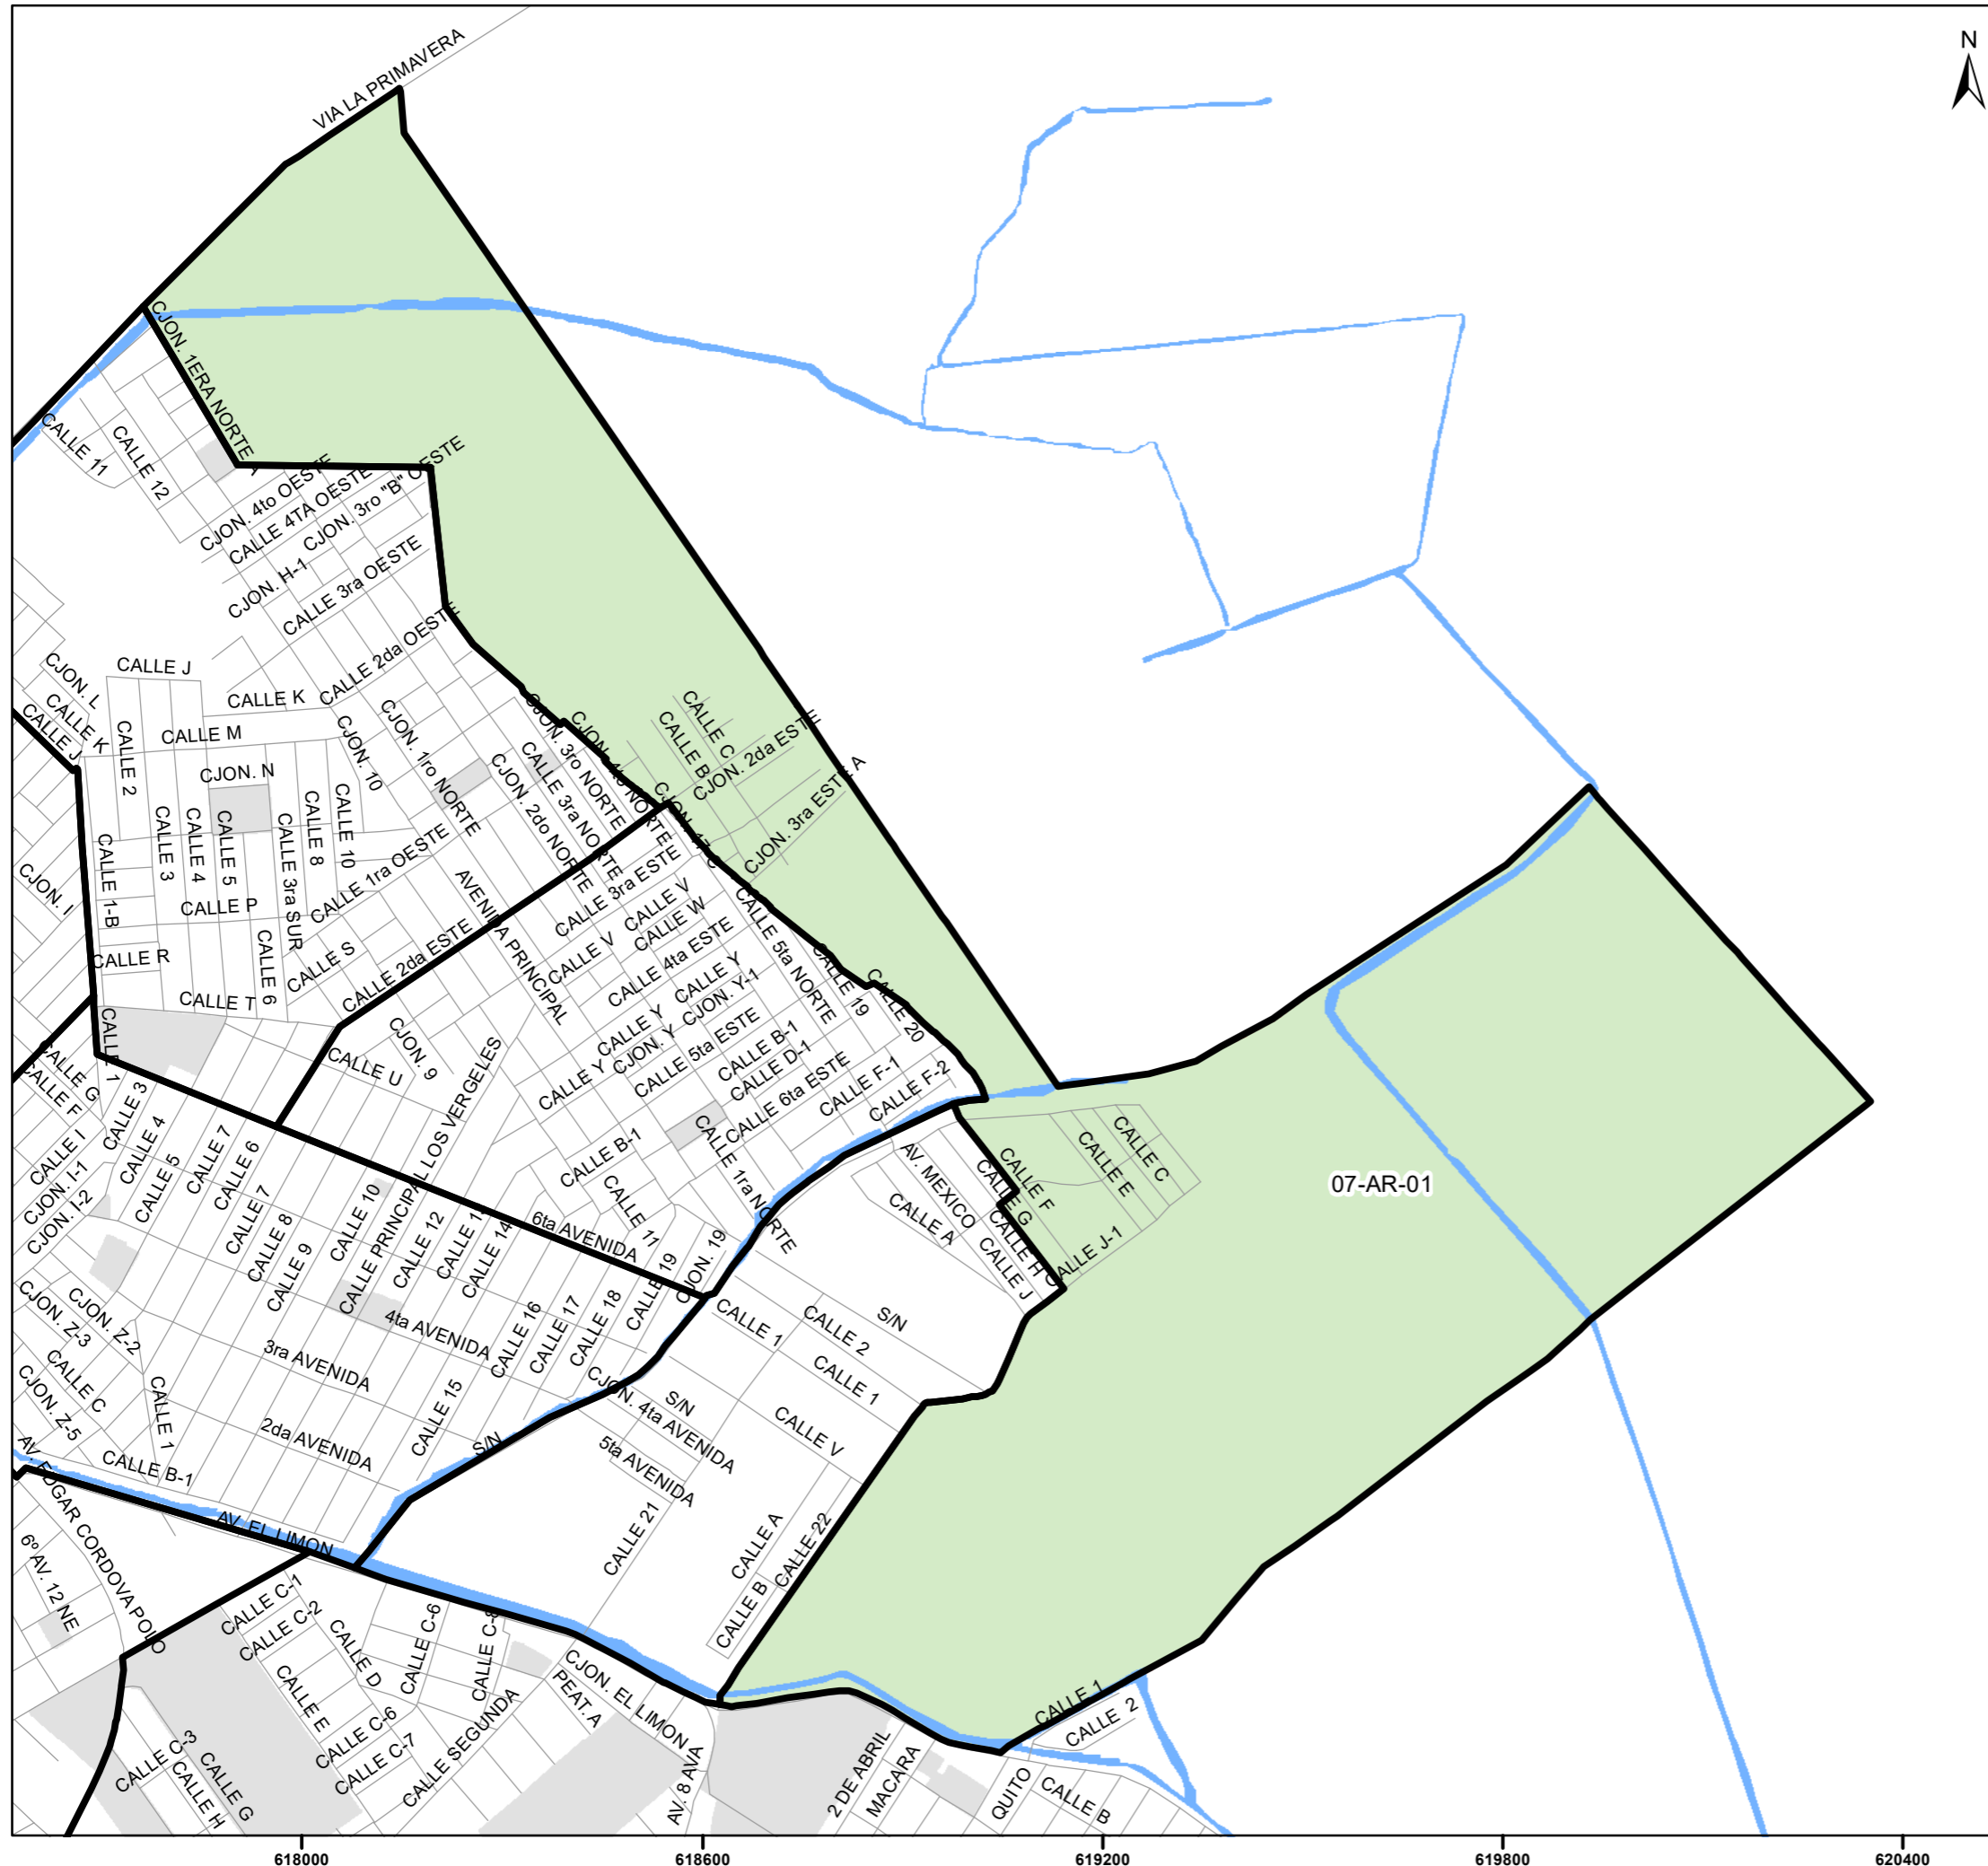 N
VIA LA PRIMAVERA
CJON. 1ERA NORTE A
CALLE 11
CALLE 12
CJON. 4to OESTE
CALLE 4TA OESTE
CJON. 3ro "B" OESTE
CJON. H-1
CALLE 3ra OESTE
CALLE 2da OESTE
CALLE J
CJON. L
CALLE K
CALLE J
CALLE K
CALLE M
CALLE 2
CJON. N
CJON. 10
CJON. 1ro NORTE
CJON. 2do NORTE
CALLE 3ra NORTE
CJON. 3ro NORTE
CJON. 4to NORTE
CALLE B
CALLE C
CJON. 2da ESTE
CJON. 3ra ESTE A
CJON. 17 C
CJON. I
CALLE 1-B
CALLE 3
CALLE 4
CALLE 5
CALLE 3ra SUR
CALLE 8
CALLE 10
CALLE 1ra OESTE
CALLE P
CALLE R
CALLE 6
CALLE S
CALLE T
CALLE 2da ESTE
AVENIDA PRINCIPAL
CALLE 3ra ESTE
CALLE V
CALLE W
CALLE V
CALLE 4ta ESTE
CALLE 5ta NORTE
CALLE 19
CALLE 20
CALLE Y
CJON. Y-1
CALLE Y
CJON. Y
CALLE Y
CALLE 5ta ESTE
CALLE B-1
CALLE D-1
CALLE 6ta ESTE
CALLE F-1
CALLE F-2
CALLE 1
CALLE U
CJON. 9
CALLE PRINCIPAL LOS VERGELES
CALLE G
CALLE F
CALLE I
CJON. I-1
CJON. I-2
CALLE 3
CALLE 4
CALLE 5
CALLE 7
CALLE 6
CALLE 7
CALLE 8
CALLE 9
CALLE 10
CALLE 12
CALLE 14
CALLE B-1
CALLE 11
CALLE 1ra NORTE
6ta AVENIDA
CJON. 19
CALLE 19
CALLE 16
CALLE 17
CALLE 18
CALLE 15
4ta AVENIDA
3ra AVENIDA
2da AVENIDA
CJON. Z-3
CJON. Z-2
CALLE C
CJON. Z-5
CALLE 1
CALLE B-1
AV. EDGAR CORDOVA POLO
AV. EL LIMON
S/N
AV. MEXICO
CALLE A
CALLE G
CALLE F
CALLE E
CALLE C
CALLE H
CALLE J
CALLE J-1
07-AR-01
CALLE 1
CALLE 2
S/N
CALLE 1
S/N
CJON. 4ta AVENIDA
5ta AVENIDA
CALLE V
CALLE 21
CALLE A
CALLE 22
CALLE B
6º AV. 12 NE
CALLE C-1
CALLE C-2
CALLE D
CALLE C-6
CALLE C-8
CALLE E
CALLE C-6
CALLE C-7
CALLE SEGUNDA
PEAT. A
CJON. EL LIMON
AV. 8 AVA
CALLE C-3
CALLE G
CALLE H
2 DE ABRIL
MACARA
QUITO
CALLE B
CALLE 1
CALLE 2
618000
618600
619200
619800
620400